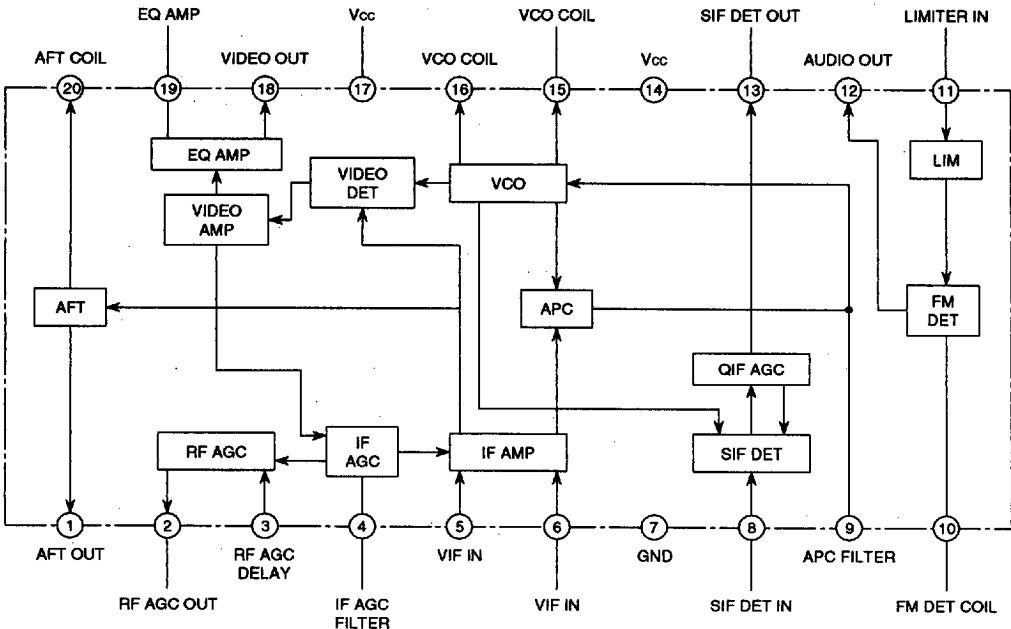 EQ AMP
Vcc
VCO COIL
SIF DET OUT
LIMITER IN
AFT COIL
VIDEO OUT
VCO COIL
Vcc
AUDIO OUT
20
19
18
17
16
15
14
13
12
11
EQ AMP
VIDEO
DET
VCO
LIM
VIDEO
AMP
AFT
APC
FM
DET
QIF AGC
RF AGC
IF
AGC
IF AMP
SIF DET
1
2
3
4
5
6
7
8
9
10
AFT OUT
RF AGC
DELAY
VIF IN
GND
APC FILTER
RF AGC OUT
IF AGC
FILTER
VIF IN
SIF DET IN
FM DET COIL